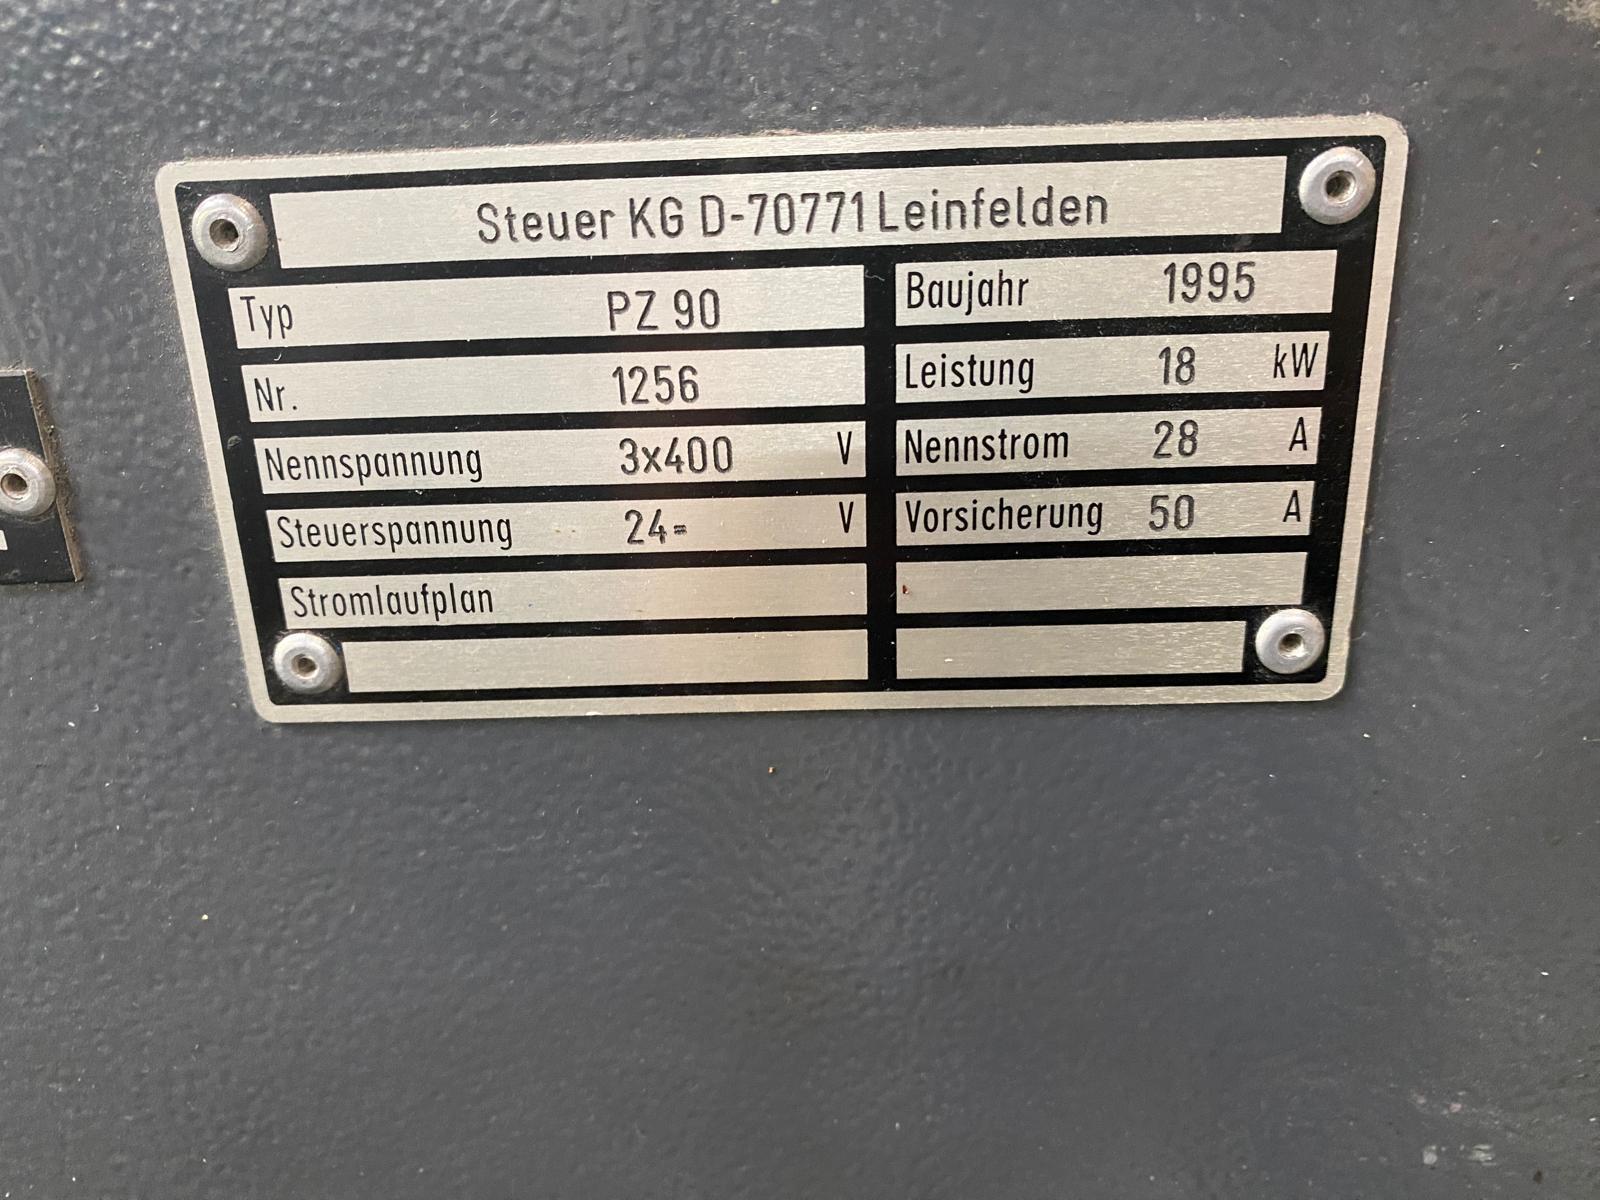 Steuer KG D-70771 Leinfelden
Typ PZ 90
Baujahr 1995
Nr. 1256
Leistung 18 kW
Nennspannung 3x400 V
Nennstrom 28 A
Steuerspannung 24= V
Vorsicherung 50 A
Stromlaufplan